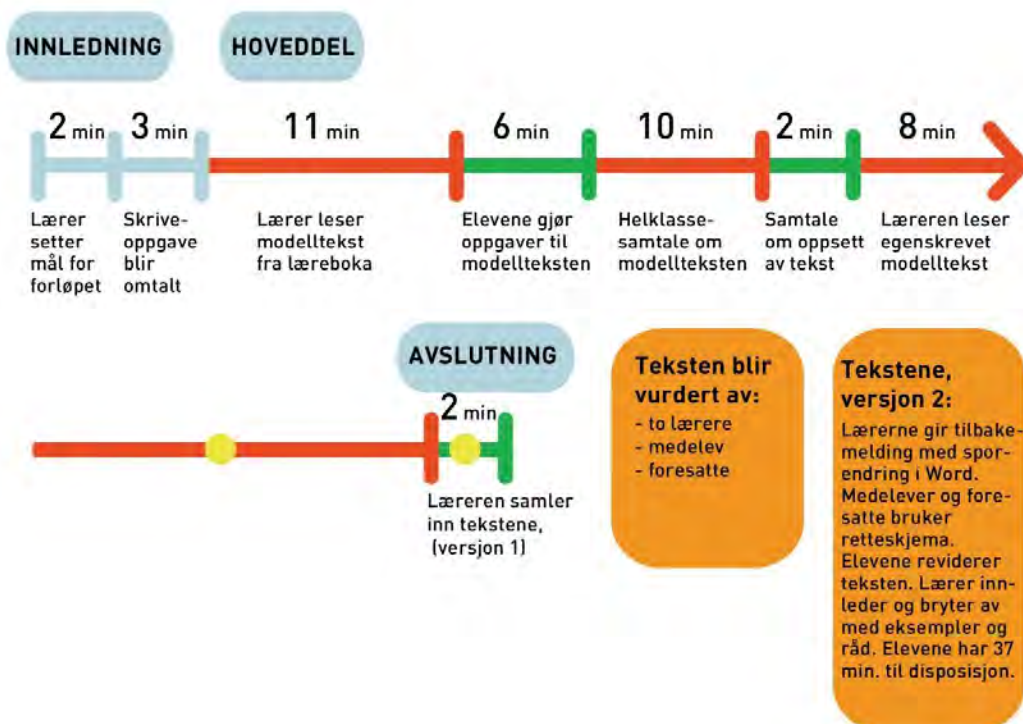 INNLEDNING
HOVEDDEL
2 min
3 min
11 min
6 min
10 min
2 min
8 min
Lærer
setter
mål for
forløpet
Skrive-
oppgave
blir
omtalt
Lærer leser
modelltekst
fra læreboka
Elevene gjør
oppgaver til
modellteksten
Helklasse-
samtale om
modellteksten
Samtale
om oppsett
av tekst
Læreren leser
egenskrevet
modelltekst
AVSLUTNING
2 min
Læreren samler
inn tekstene,
(versjon 1)
Teksten blir
vurdert av:
- to lærere
- medelev
- foresatte
Tekstene,
versjon 2:
Lærerne gir tilbake-
melding med spor-
endring i Word.
Medelever og fore-
satte bruker
retteskjema.
Elevene reviderer
teksten. Lærer inn-
leder og bryter av
med eksempler og
råd. Elevene har 37
min. til disposisjon.